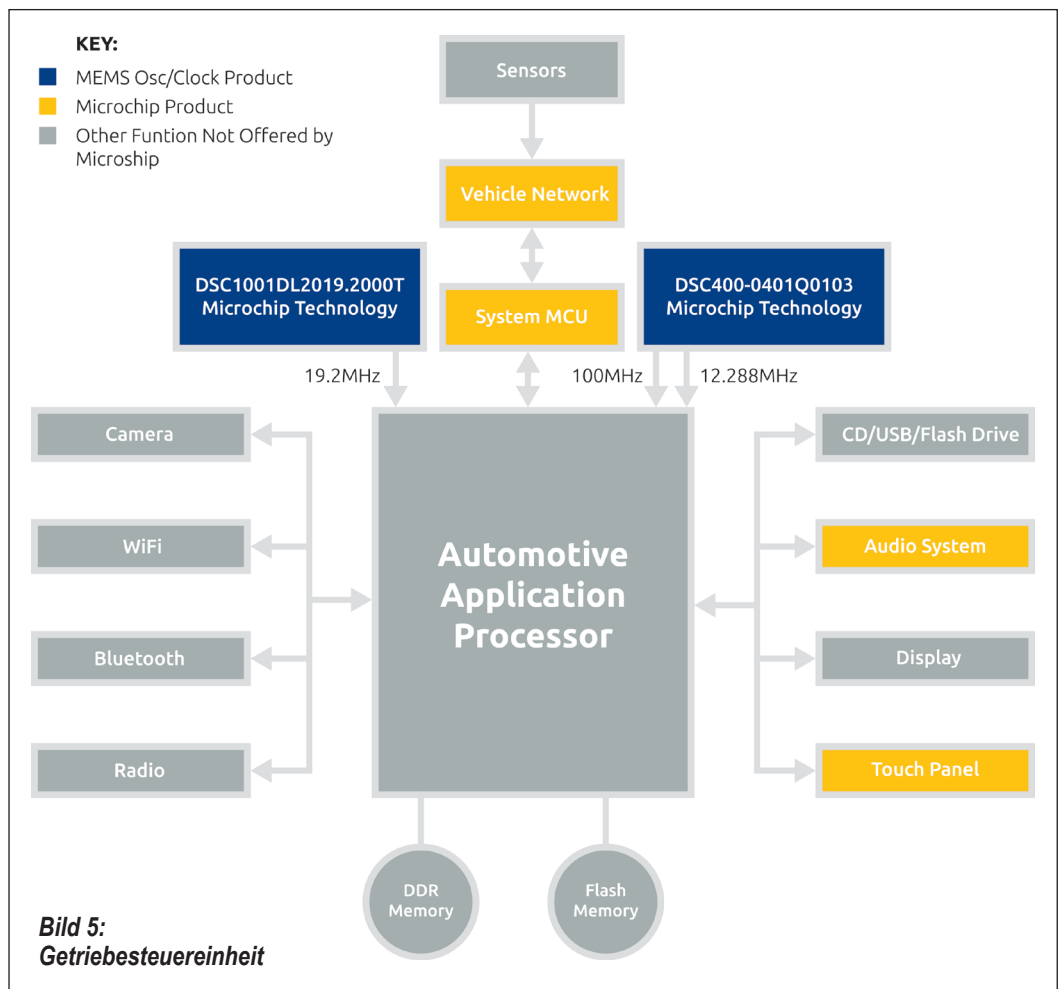 KEY:
MEMS Osc/Clock Product
Microchip Product
Other Funtion Not Offered by
Microship
Sensors
Vehicle Network
DSC1001DL2019.2000T
Microchip Technology
System MCU
DSC400-0401Q0103
Microchip Technology
19.2MHz
100MHz
12.288MHz
Camera
WiFi
Bluetooth
Radio
Automotive
Application
Processor
CD/USB/Flash Drive
Audio System
Display
Touch Panel
DDR
Memory
Flash
Memory
Bild 5:
Getriebesteuereinheit